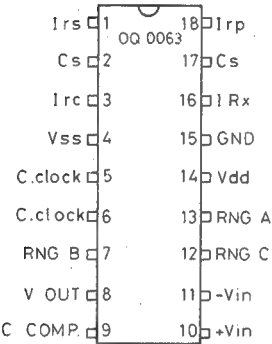 Irs 1 18 Irp
OQ 0063
Cs 2 17 Cs
Irc 3 16 I Rx
Vss 4 15 GND
C.clock 5 14 Vdd
C.clock 6 13 RNG A
RNG B 7 12 RNG C
V OUT 8 11 -Vin
C COMP. 9 10 +Vin